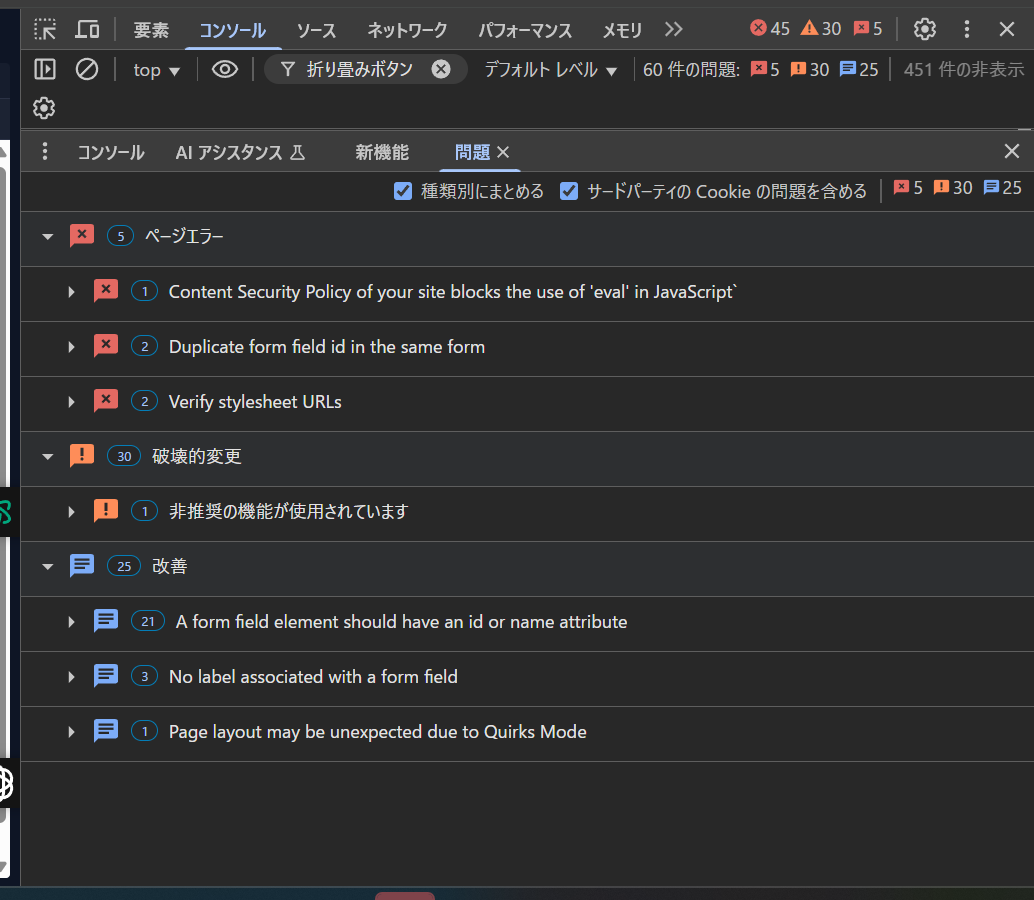 要素 コンソール ソース ネットワーク パフォーマンス メモリ 45 30 5
top 折り畳みボタン デフォルト レベル 60 件の問題: 5 30 25 451 件の非表示
コンソール AI アシスタンス 新機能 問題
種類別にまとめる サードパーティの Cookie の問題を含める 5 30 25
5 ページエラー
1 Content Security Policy of your site blocks the use of 'eval' in JavaScript`
2 Duplicate form field id in the same form
2 Verify stylesheet URLs
30 破壊的変更
1 非推奨の機能が使用されています
25 改善
21 A form field element should have an id or name attribute
3 No label associated with a form field
1 Page layout may be unexpected due to Quirks Mode